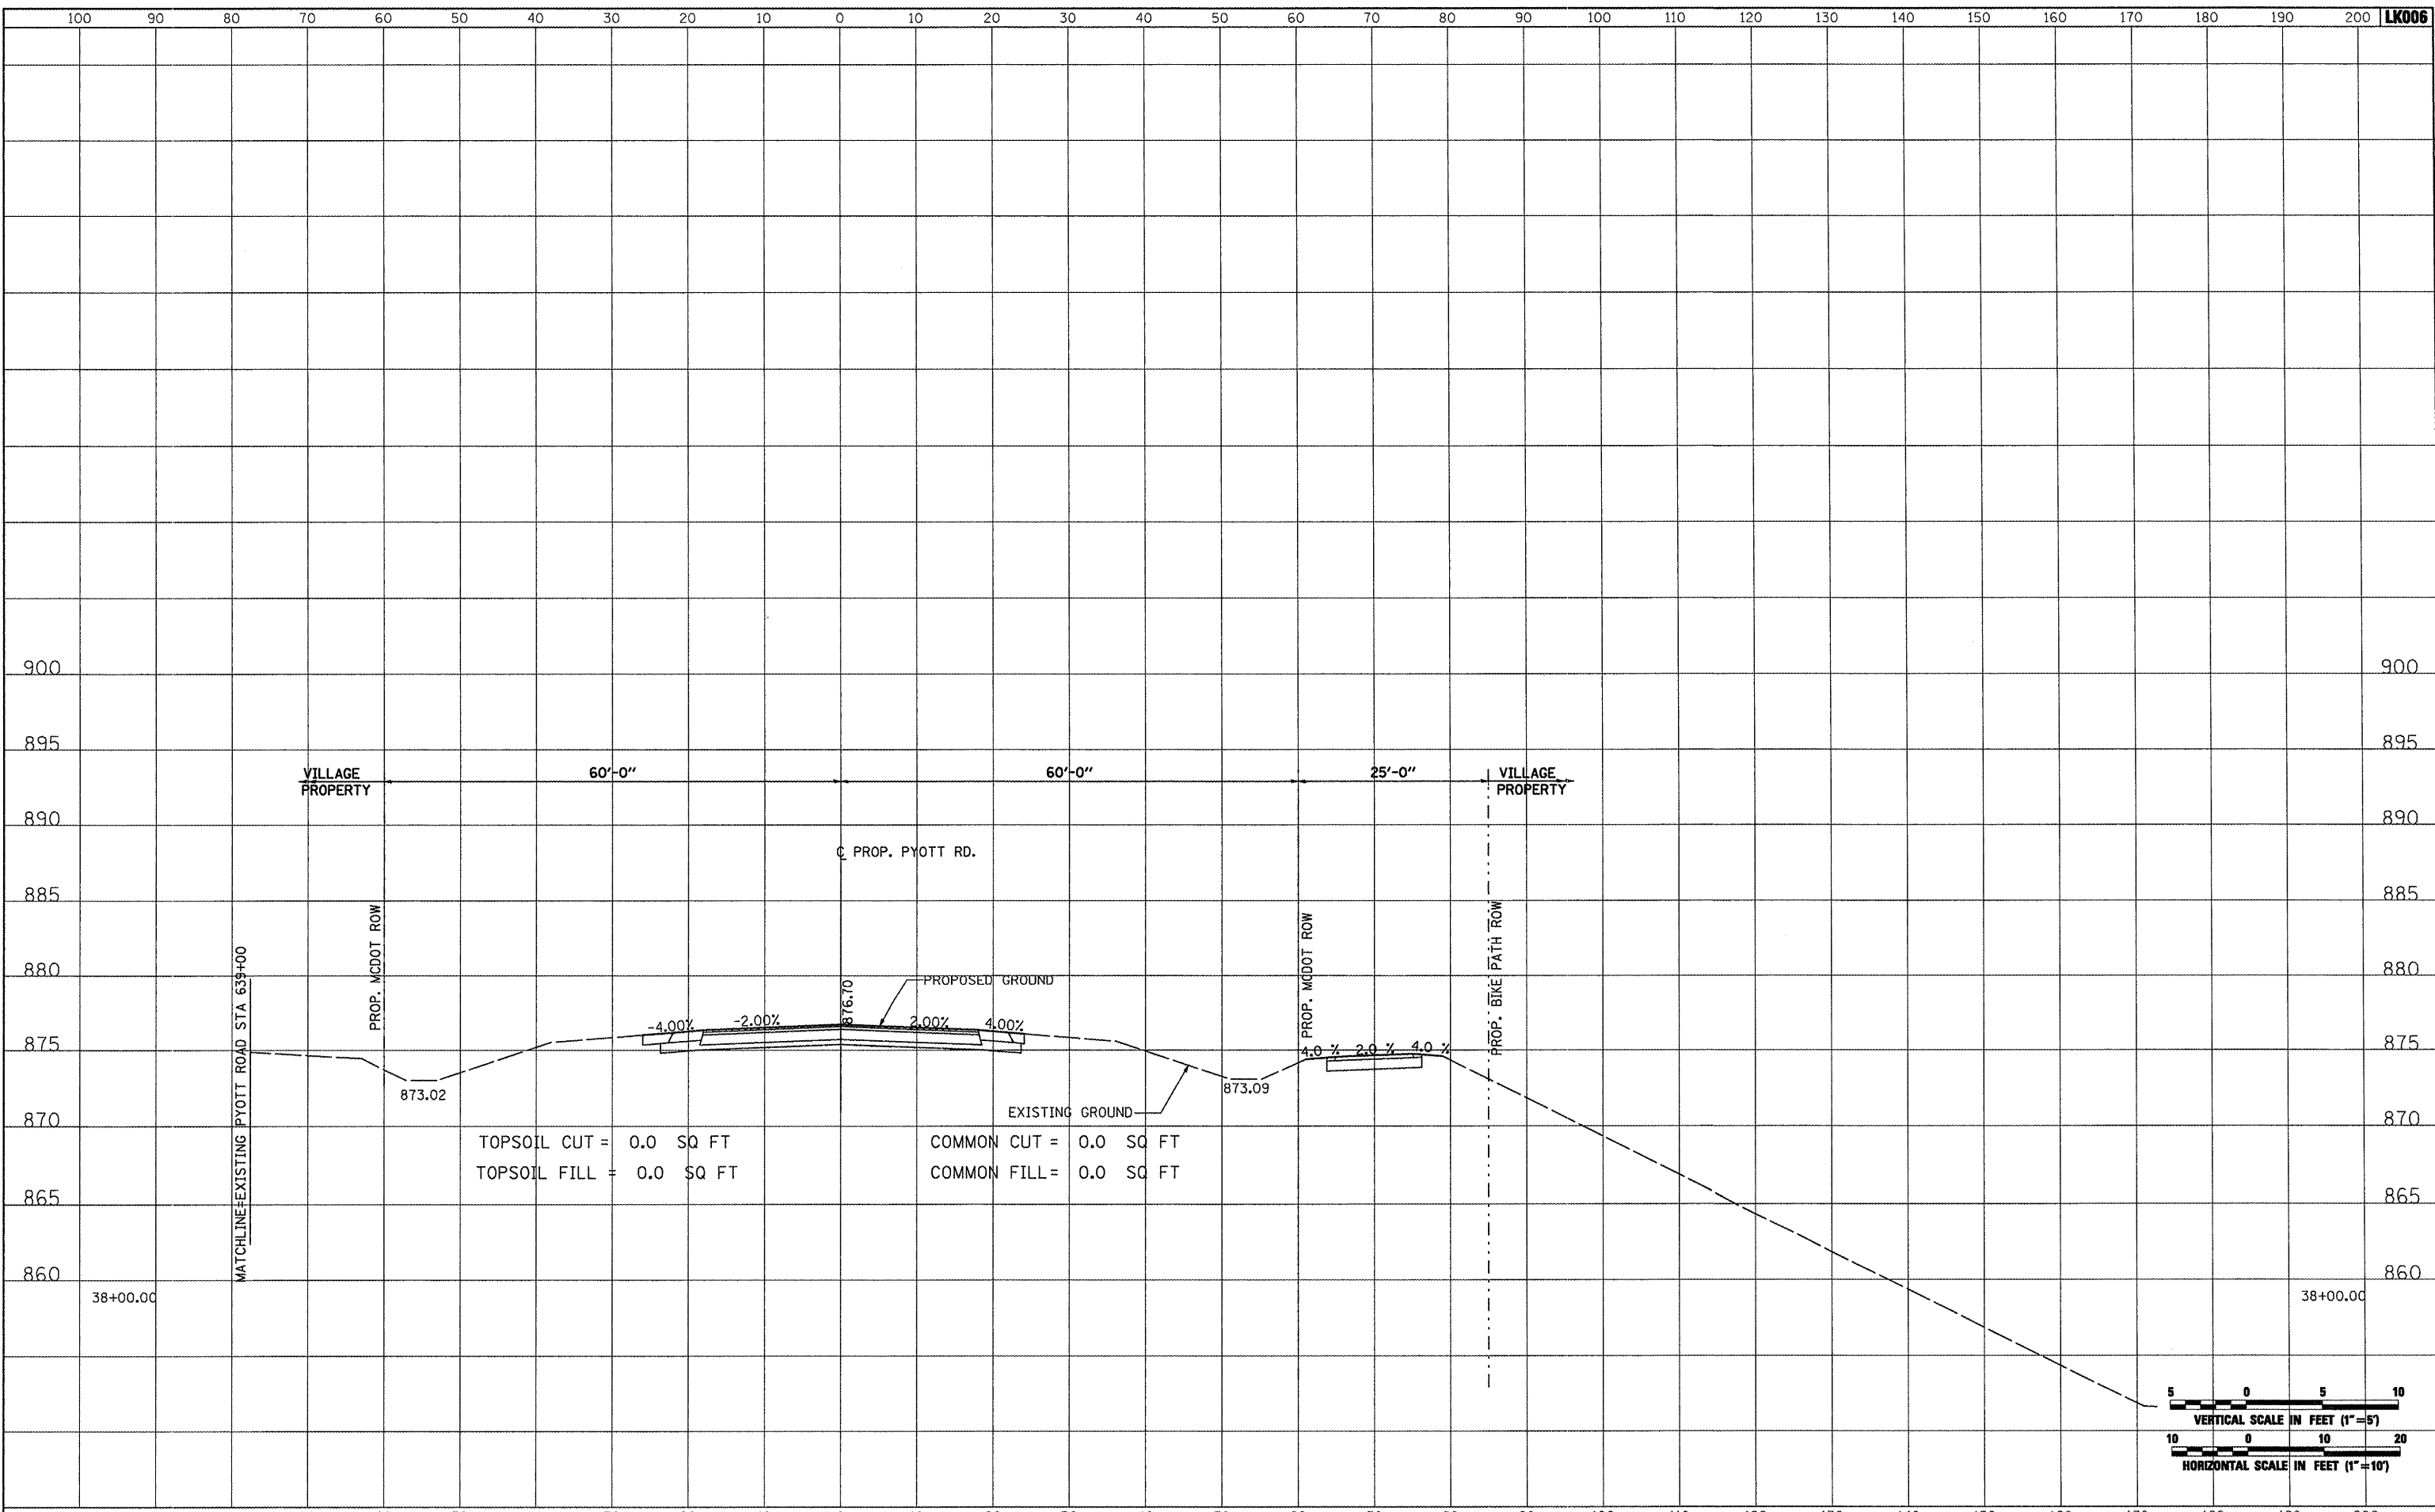 100 90 80 70 60 50 40 30 20 10 0 10 20 30 40 50 60 70 80 90 100 110 120 130 140 150 160 170 180 190 200 LK006
900 900
895 895
VILLAGE PROPERTY
60'-0"
60'-0"
25'-0"
VILLAGE PROPERTY
890 890
℄ PROP. PYOTT RD.
885 885
PROP. MCDOT ROW
PROP. MCDOT ROW
PROP. BIKE PATH ROW
MATCHLINE=EXISTING PYOTT ROAD STA 639+00
880 880
PROPOSED GROUND
876.70
-4.00% -2.00% 2.00% 4.00%
4.0 % 2.0 % 4.0 %
875 875
873.02
873.09
EXISTING GROUND
870 870
TOPSOIL CUT = 0.0 SQ FT
COMMON CUT = 0.0 SQ FT
TOPSOIL FILL = 0.0 SQ FT
COMMON FILL= 0.0 SQ FT
865 865
860 860
38+00.00 38+00.00
5 0 5 10
VERTICAL SCALE IN FEET (1"=5')
10 0 10 20
HORIZONTAL SCALE IN FEET (1"=10')